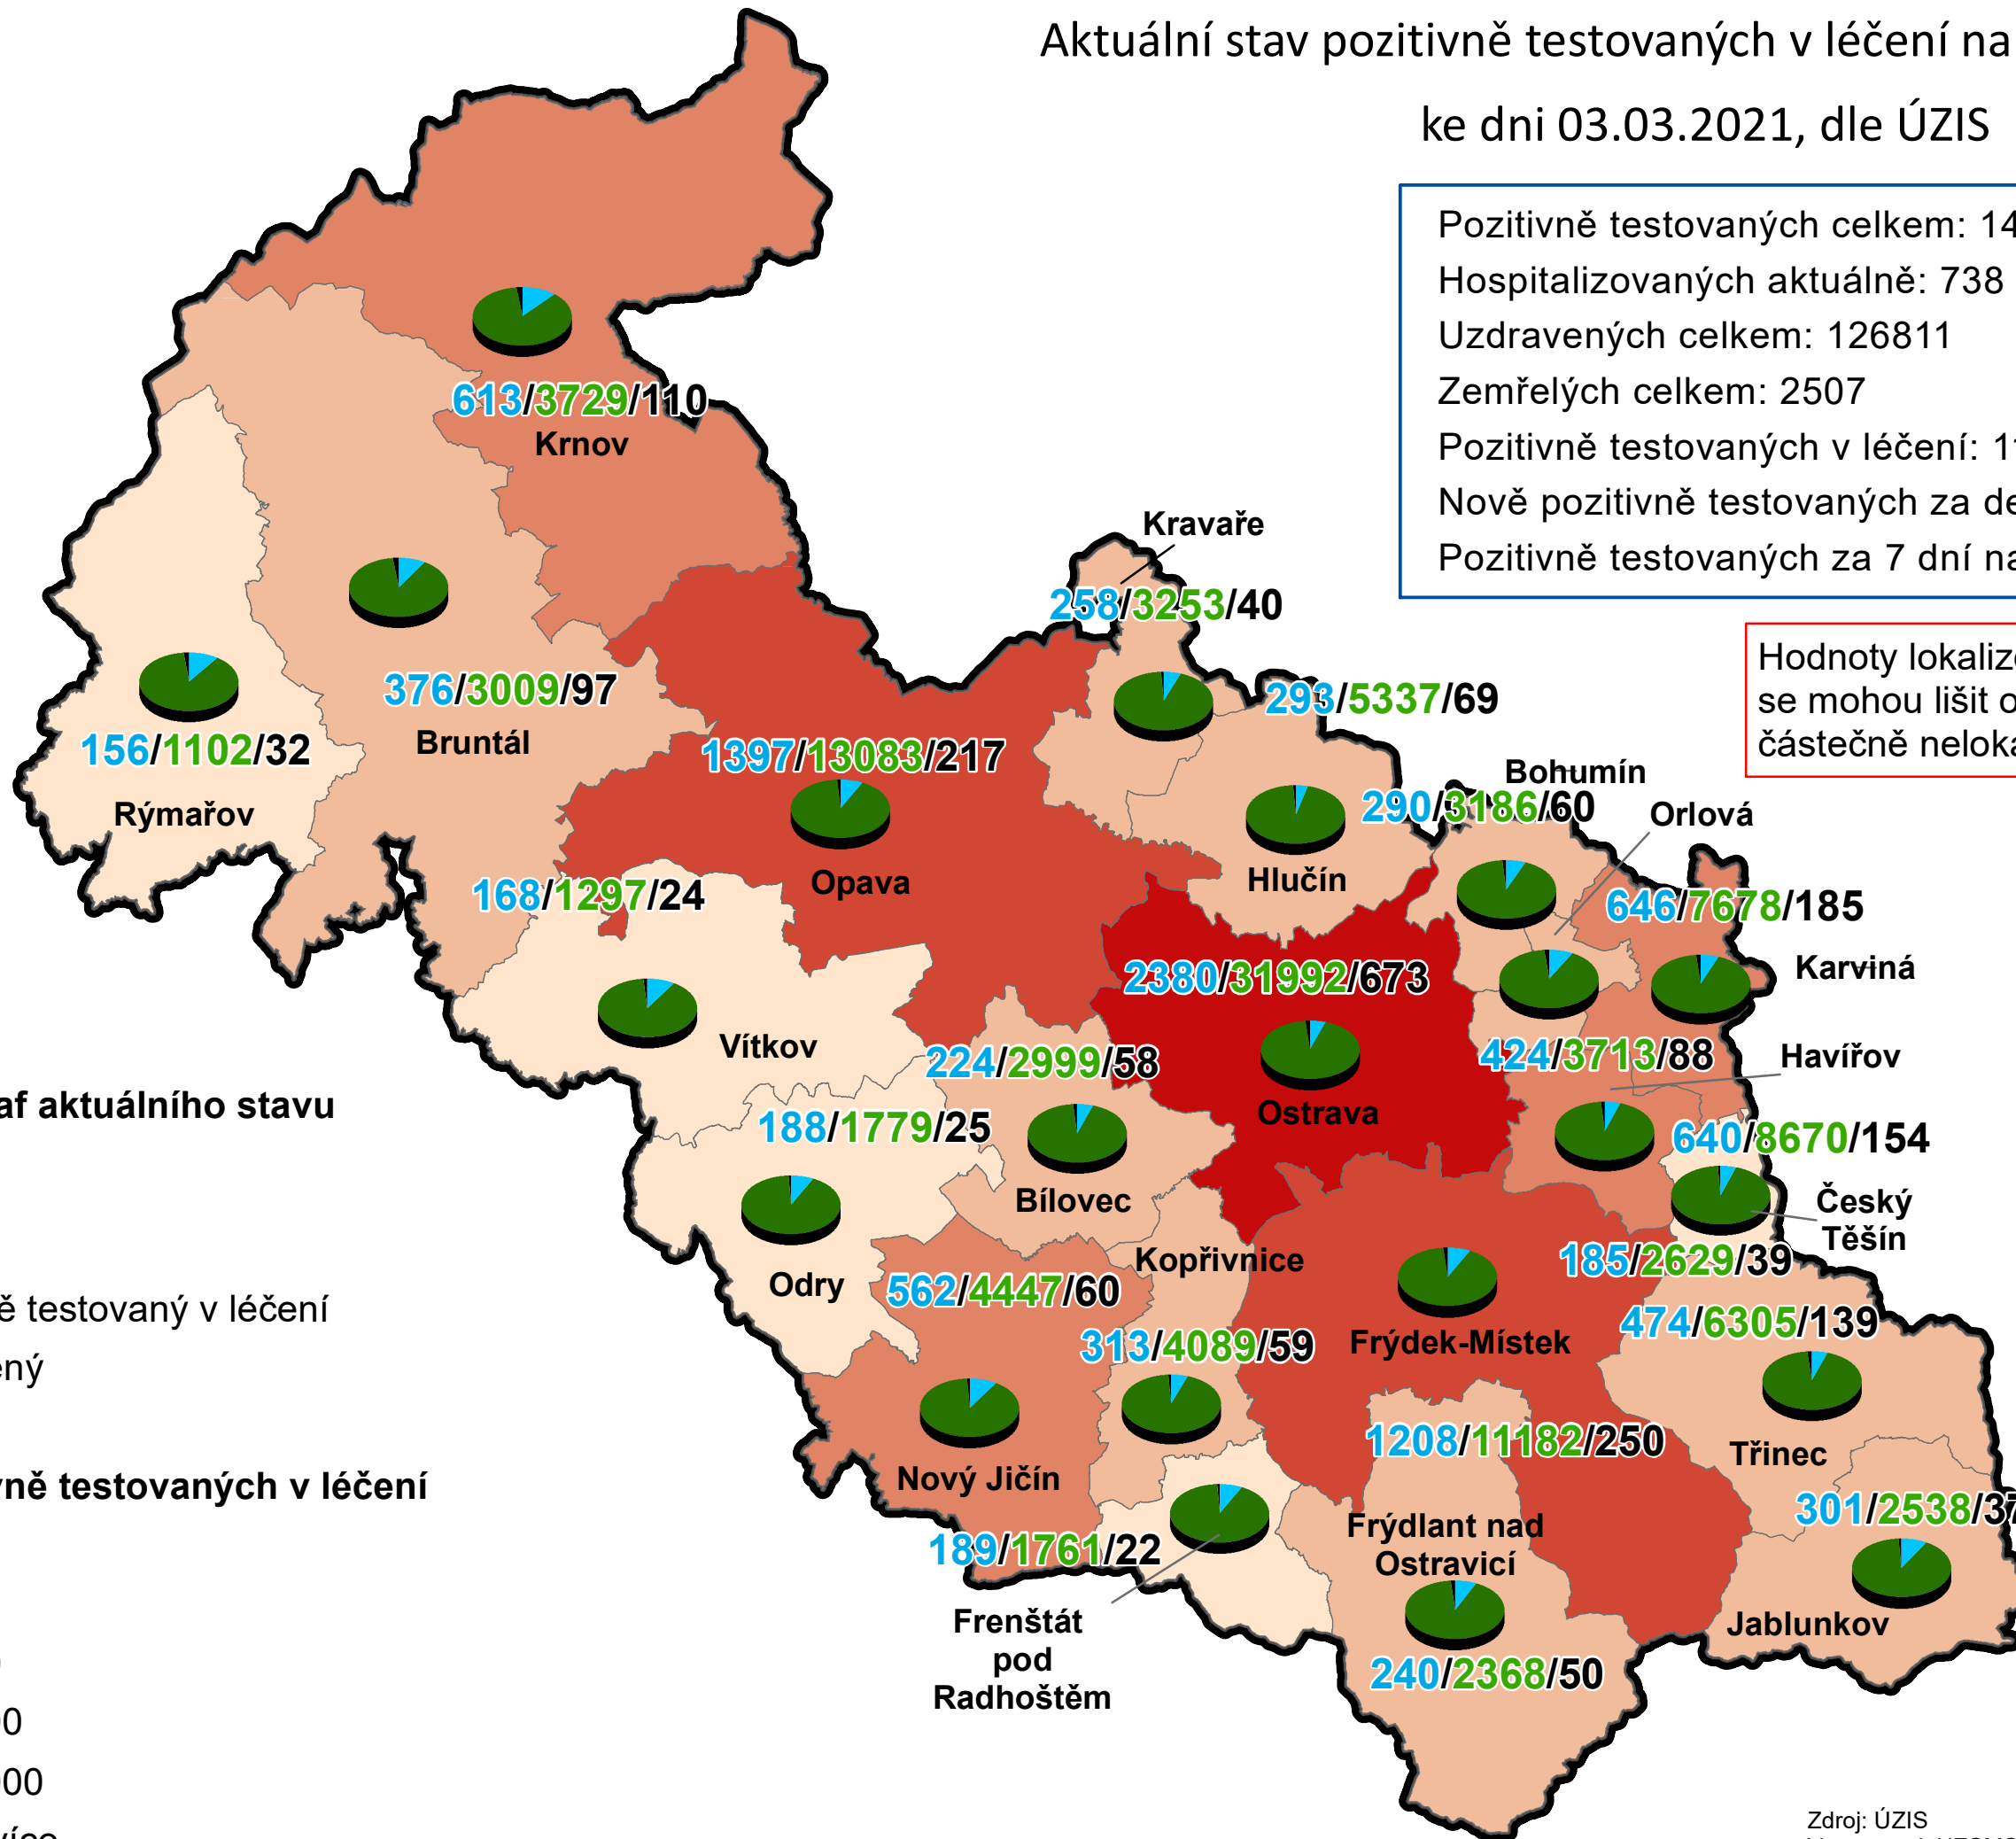 Aktuální stav pozitivně testovaných v léčení na
ke dni 03.03.2021, dle ÚZIS
Pozitivně testovaných celkem: 14
Hospitalizovaných aktuálně: 738
Uzdravených celkem: 126811
Zemřelých celkem: 2507
Pozitivně testovaných v léčení: 11
Nově pozitivně testovaných za de
Pozitivně testovaných za 7 dní na
Hodnoty lokalizo
se mohou lišit o
částečně neloka
613/3729/110
Krnov
Kravaře
258/3253/40
376/3009/97
Bruntál
156/1102/32
Rýmařov
1397/13083/217
Opava
293/5337/69
Hlučín
Bohumín
290/3186/60
Orlová
168/1297/24
Vítkov
646/7678/185
Karviná
2380/31992/673
Ostrava
424/3713/88
Havířov
224/2999/58
Bílovec
188/1779/25
Odry
640/8670/154
Český
Těšín
185/2629/39
Kopřivnice
313/4089/59
562/4447/60
Nový Jičín
Frýdek-Místek
1208/11182/250
474/6305/139
Třinec
301/2538/37
Jablunkov
189/1761/22
Frenštát
pod
Radhoštěm
Frýdlant nad
Ostravicí
240/2368/50
af aktuálního stavu
ě testovaný v léčení
ený
vně testovaných v léčení
00
000
více
Zdroj: ÚZIS